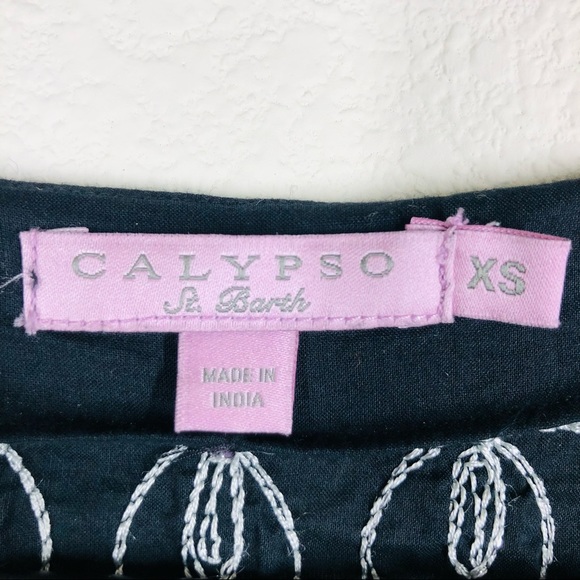 CALYPSO
St. Barth
XS
MADE IN
INDIA